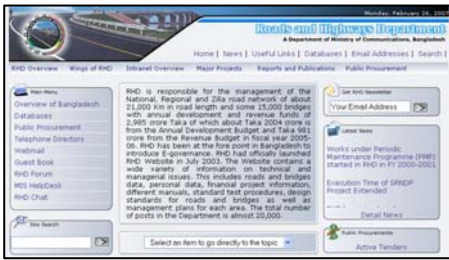 Monday, February 26, 2007
Roads and Highways Department
A Department of Ministry of Communications, Bangladesh
Home | News | Useful Links | Databases | Email Addresses | Search |
RHD Overview Wings of RHD Intranet Overview Major Projects Reports and Publications Public Procurement
Main Menu
Overview of Bangladesh
Databases
Public Procurement
Telephone Directory
Webmail
Guest Book
RHD Forum
MIS HelpDesk
RHD Chat
Site Search
RHD is responsible for the management of the
National, Regional and Zilla road network of about
21,000 Km in road length and some 15,000 bridges
with annual development and revenue funds of
2,985 crore Taka of which about Taka 2004 crore is
from the Annual Development Budget and Taka 981
crore from the Revenue Budget in fiscal year 2005-
06. RHD has been at the fore point in Bangladesh to
introduce E-governance. RHD had officially launched
RHD Website in July 2003. The Website contains a
wide variety of information on technical and
managerial issues. This includes roads and bridges
data, personal data, financial project information,
different manuals, standard test procedures, design
standards for roads and bridges as well as
management plans for each area. The total number
of posts in the Department is almost 20,000.
Select an item to go directly to the topic
Get RHD Newsletter
Your Email Address
Latest News
Works under Periodic
Maintenance Programme (PMP)
started in RHD in FY 2000-2001
Execution Time of SRNDP
Project Extended
Detail News
Public Procurements
Active Tenders